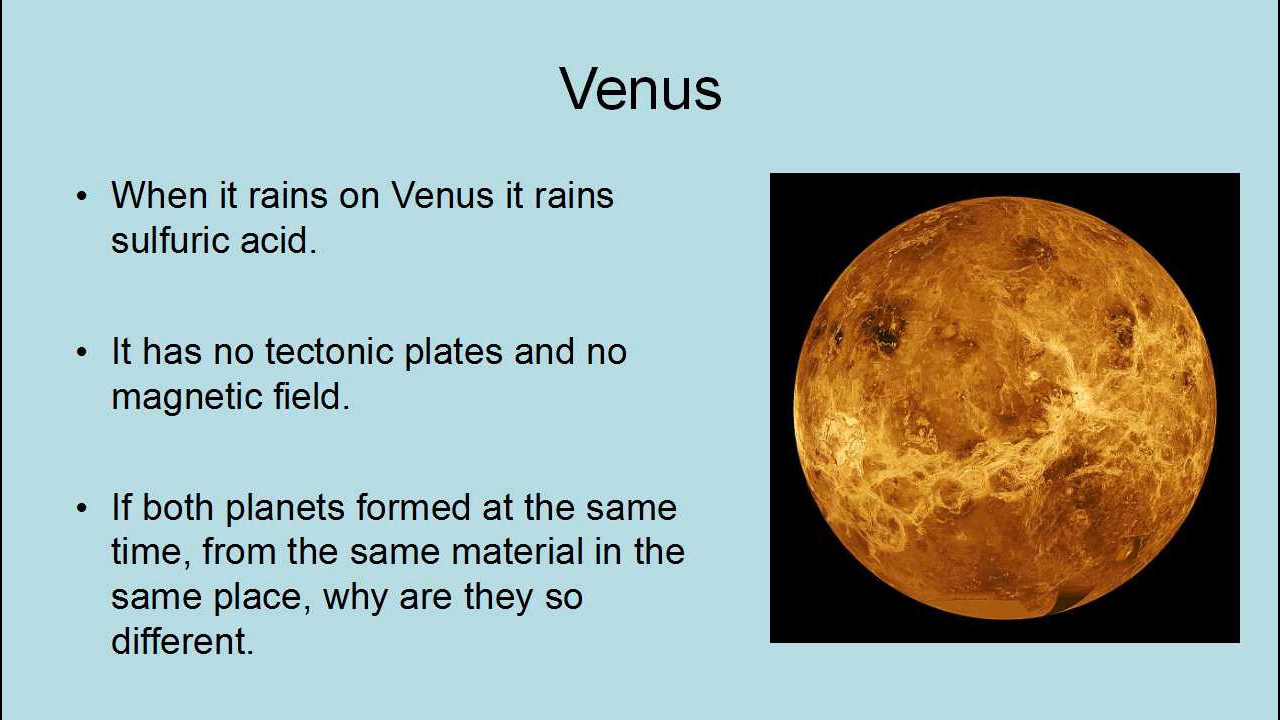 Venus
• When it rains on Venus it rains
sulfuric acid.
• It has no tectonic plates and no
magnetic field.
• If both planets formed at the same
time, from the same material in the
same place, why are they so
different.